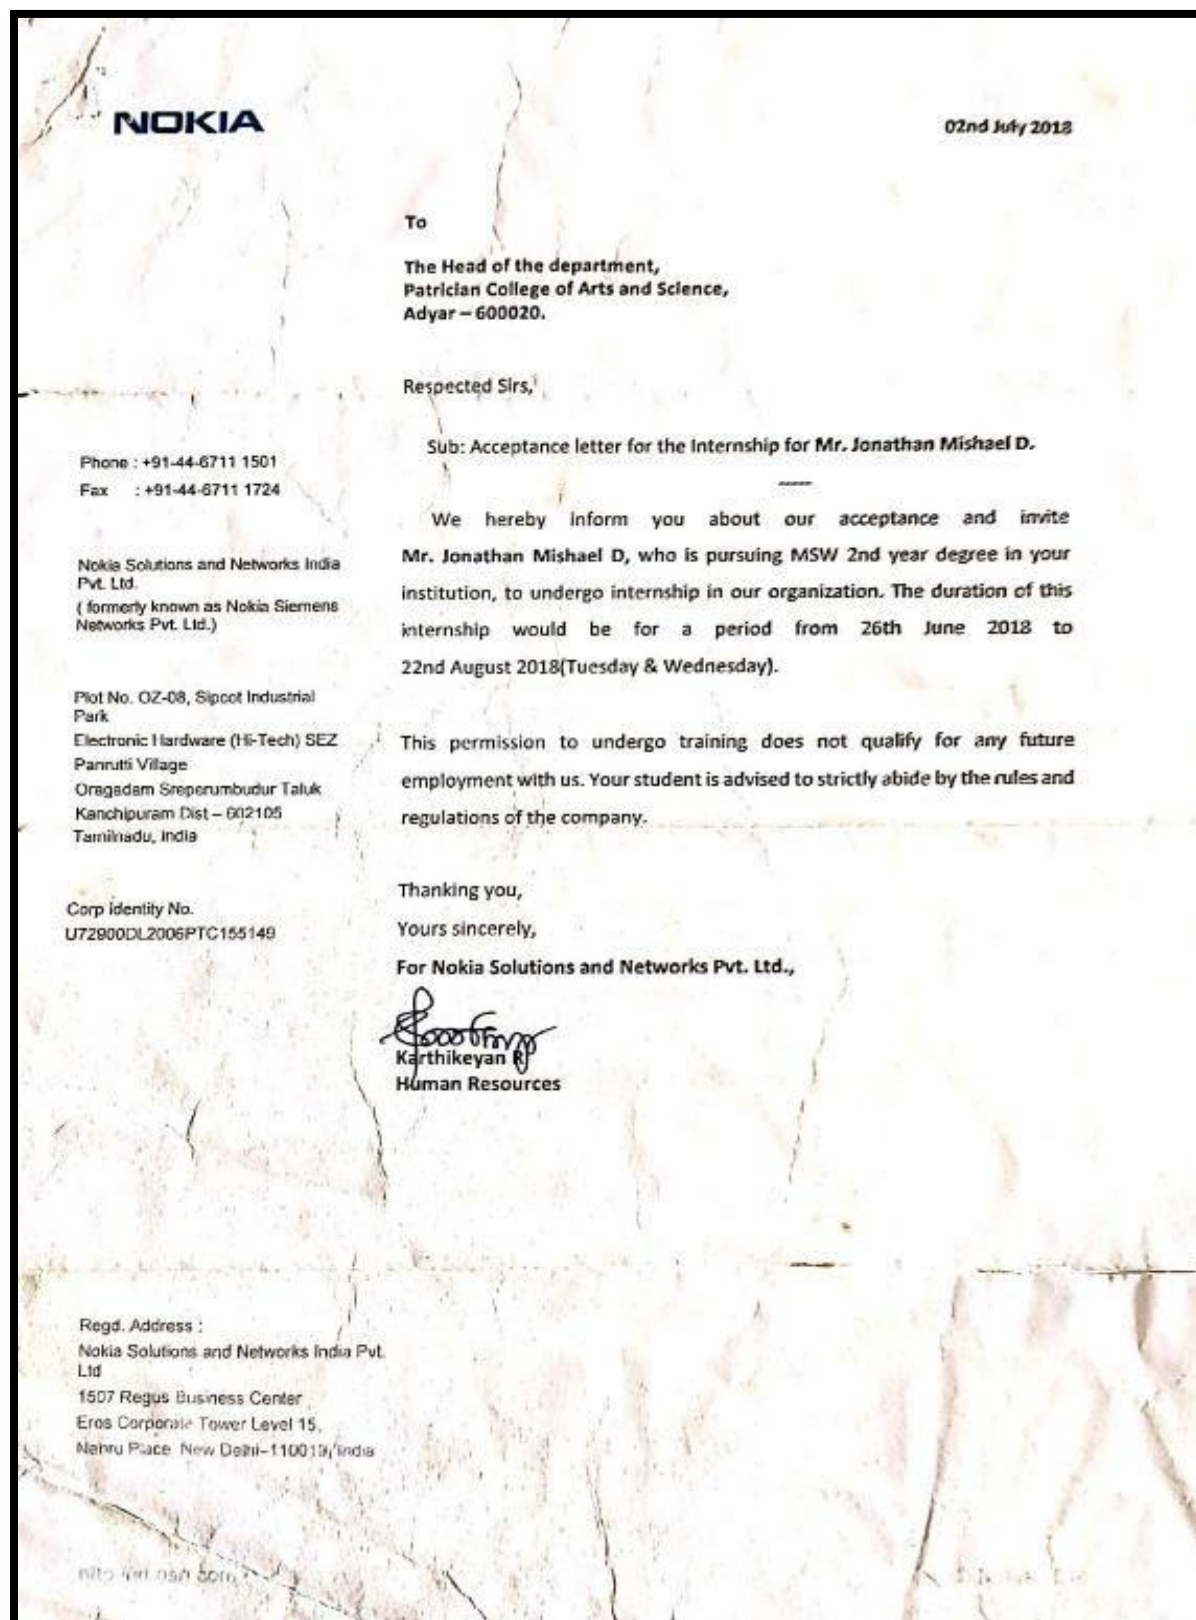 NOKIA
02nd July 2018
To
The Head of the department,
Patrician College of Arts and Science,
Adyar – 600020.
Respected Sirs,
Sub: Acceptance letter for the Internship for Mr. Jonathan Mishael D.
-----
We hereby inform you about our acceptance and invite
Mr. Jonathan Mishael D, who is pursuing MSW 2nd year degree in your
institution, to undergo internship in our organization. The duration of this
internship would be for a period from 26th June 2018 to
22nd August 2018(Tuesday & Wednesday).
This permission to undergo training does not qualify for any future
employment with us. Your student is advised to strictly abide by the rules and
regulations of the company.
Thanking you,
Yours sincerely,
For Nokia Solutions and Networks Pvt. Ltd.,
Karthikeyan R
Human Resources
Phone : +91-44-6711 1501
Fax : +91-44-6711 1724
Nokia Solutions and Networks India
Pvt. Ltd.
( formerly known as Nokia Siemens
Networks Pvt. Ltd.)
Plot No. OZ-08, Sipcot Industrial
Park
Electronic Hardware (Hi-Tech) SEZ
Panrutti Village
Oragadam Sreperumbudur Taluk
Kanchipuram Dist – 602105
Tamilnadu, India
Corp identity No.
U72900DL2006PTC155149
Regd. Address :
Nokia Solutions and Networks India Pvt.
Ltd
1507 Regus Business Center
Eros Corporate Tower Level 15,
Nehru Place New Delhi–110019, India